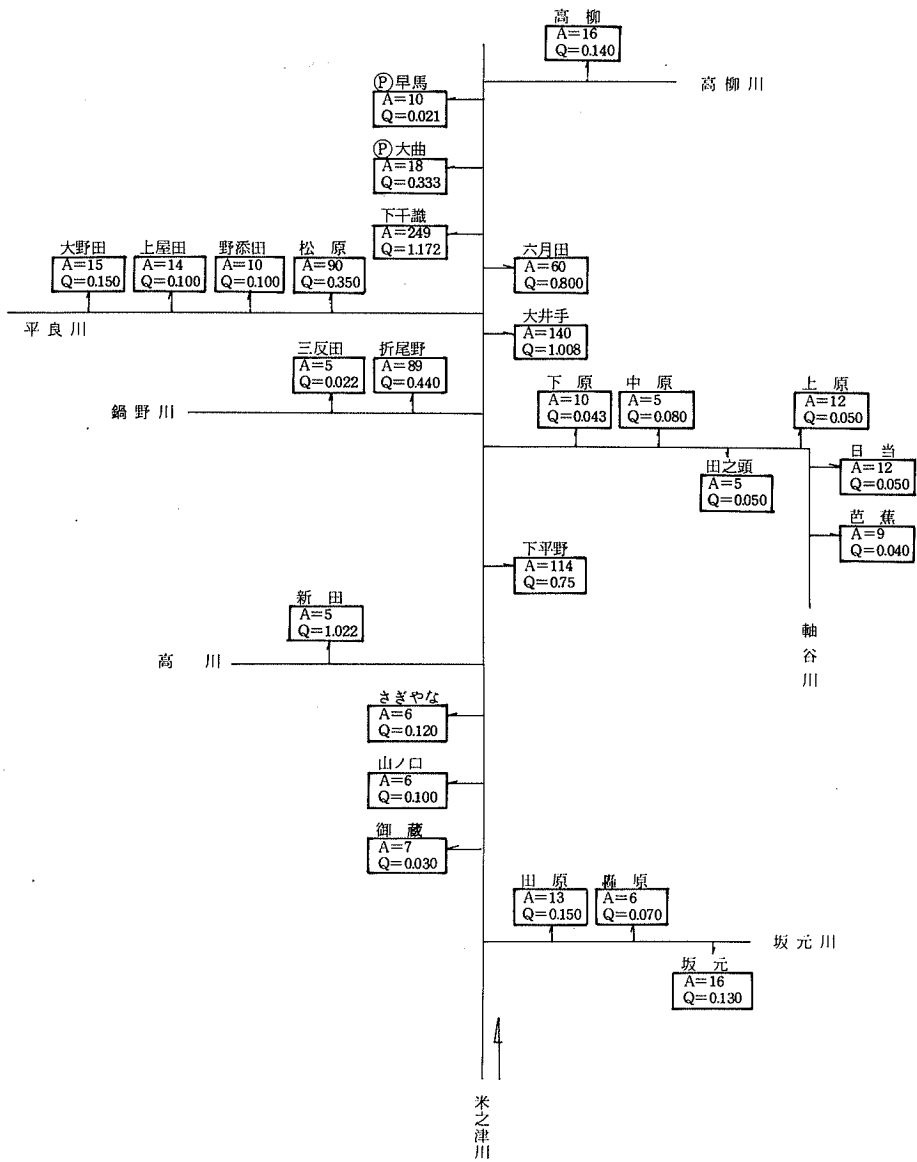 高柳
A=16
Q=0.140
高柳川
Ⓟ早馬
A=10
Q=0.021
Ⓟ大曲
A=18
Q=0.333
下干識
A=249
Q=1.172
大野田
A=15
Q=0.150
上屋田
A=14
Q=0.100
野添田
A=10
Q=0.100
松原
A=90
Q=0.350
六月田
A=60
Q=0.800
平良川
大井手
A=140
Q=1.008
三反田
A=5
Q=0.022
折尾野
A=89
Q=0.440
鍋野川
下原
A=10
Q=0.043
中原
A=5
Q=0.080
上原
A=12
Q=0.050
田之頭
A=5
Q=0.050
日当
A=12
Q=0.050
芭蕉
A=9
Q=0.040
軸谷川
下平野
A=114
Q=0.75
新田
A=5
Q=1.022
高川
さぎやな
A=6
Q=0.120
山ノ口
A=6
Q=0.100
御蔵
A=7
Q=0.030
田原
A=13
Q=0.150
原
A=6
Q=0.070
坂元川
坂元
A=16
Q=0.130
米之津川